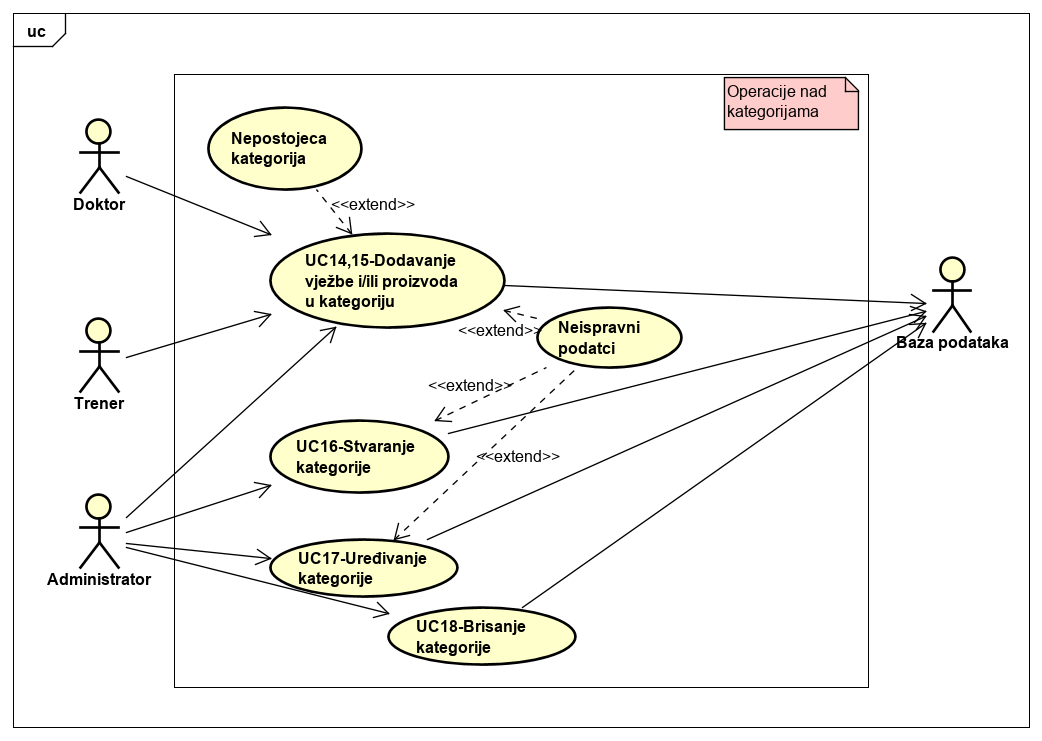 uc
Operacije nad
kategorijama
Nepostojeca
kategorija
Doktor
<<extend>>
UC14,15-Dodavanje
vježbe i/ili proizvoda
u kategoriju
<<extend>>
Neispravni
podatci
Baza podataka
Trener
<<extend>>
UC16-Stvaranje
kategorije
<<extend>>
Administrator
UC17-Uređivanje
kategorije
UC18-Brisanje
kategorije